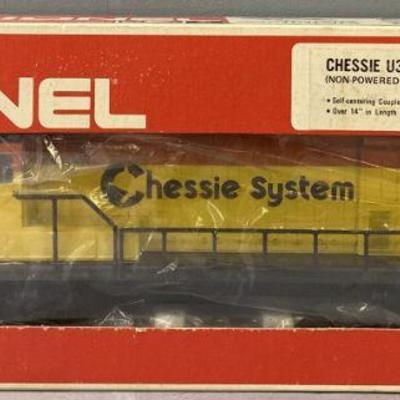 NEL
CHESSIE U3
(NON-POWERED
• Self-centering Couple
• Over 14" in Length
Chessie System